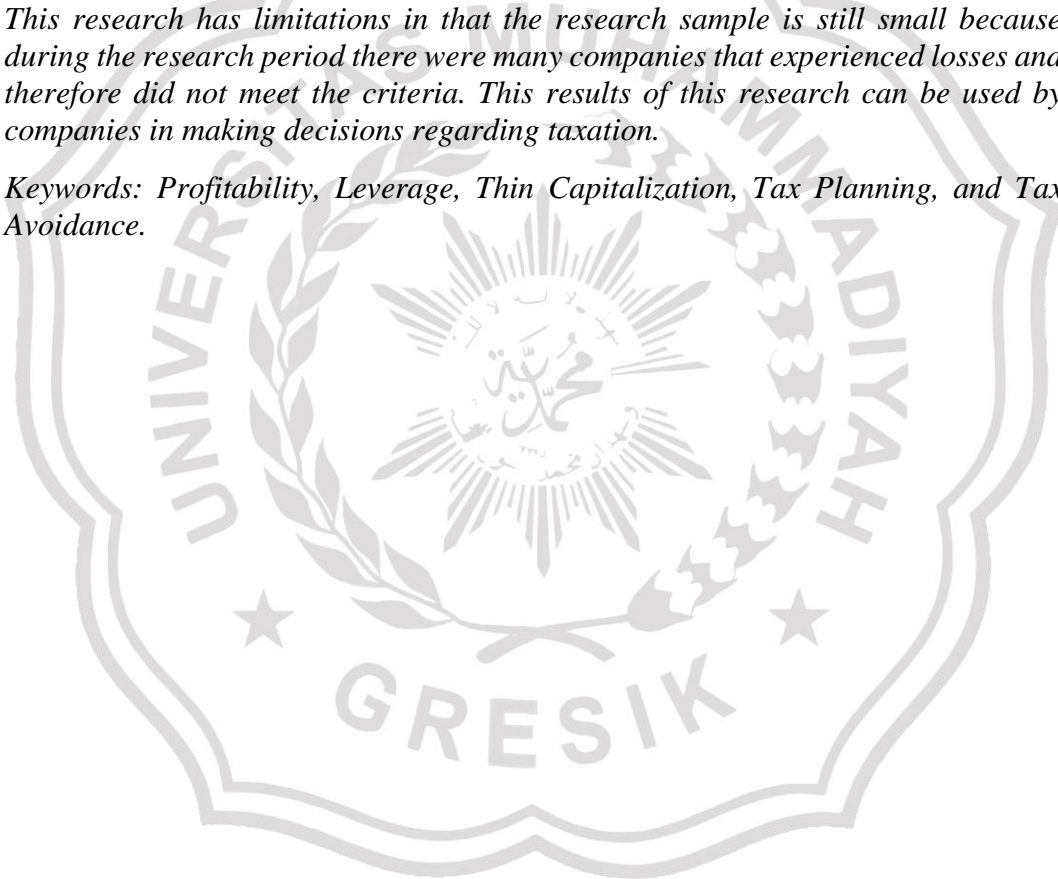 This research has limitations in that the research sample is still small because
during the research period there were many companies that experienced losses and
therefore did not meet the criteria. This results of this research can be used by
companies in making decisions regarding taxation.
Keywords: Profitability, Leverage, Thin Capitalization, Tax Planning, and Tax
Avoidance.
UNIVERSITAS MUHAMMADIYAH
محمدية
GRESIK